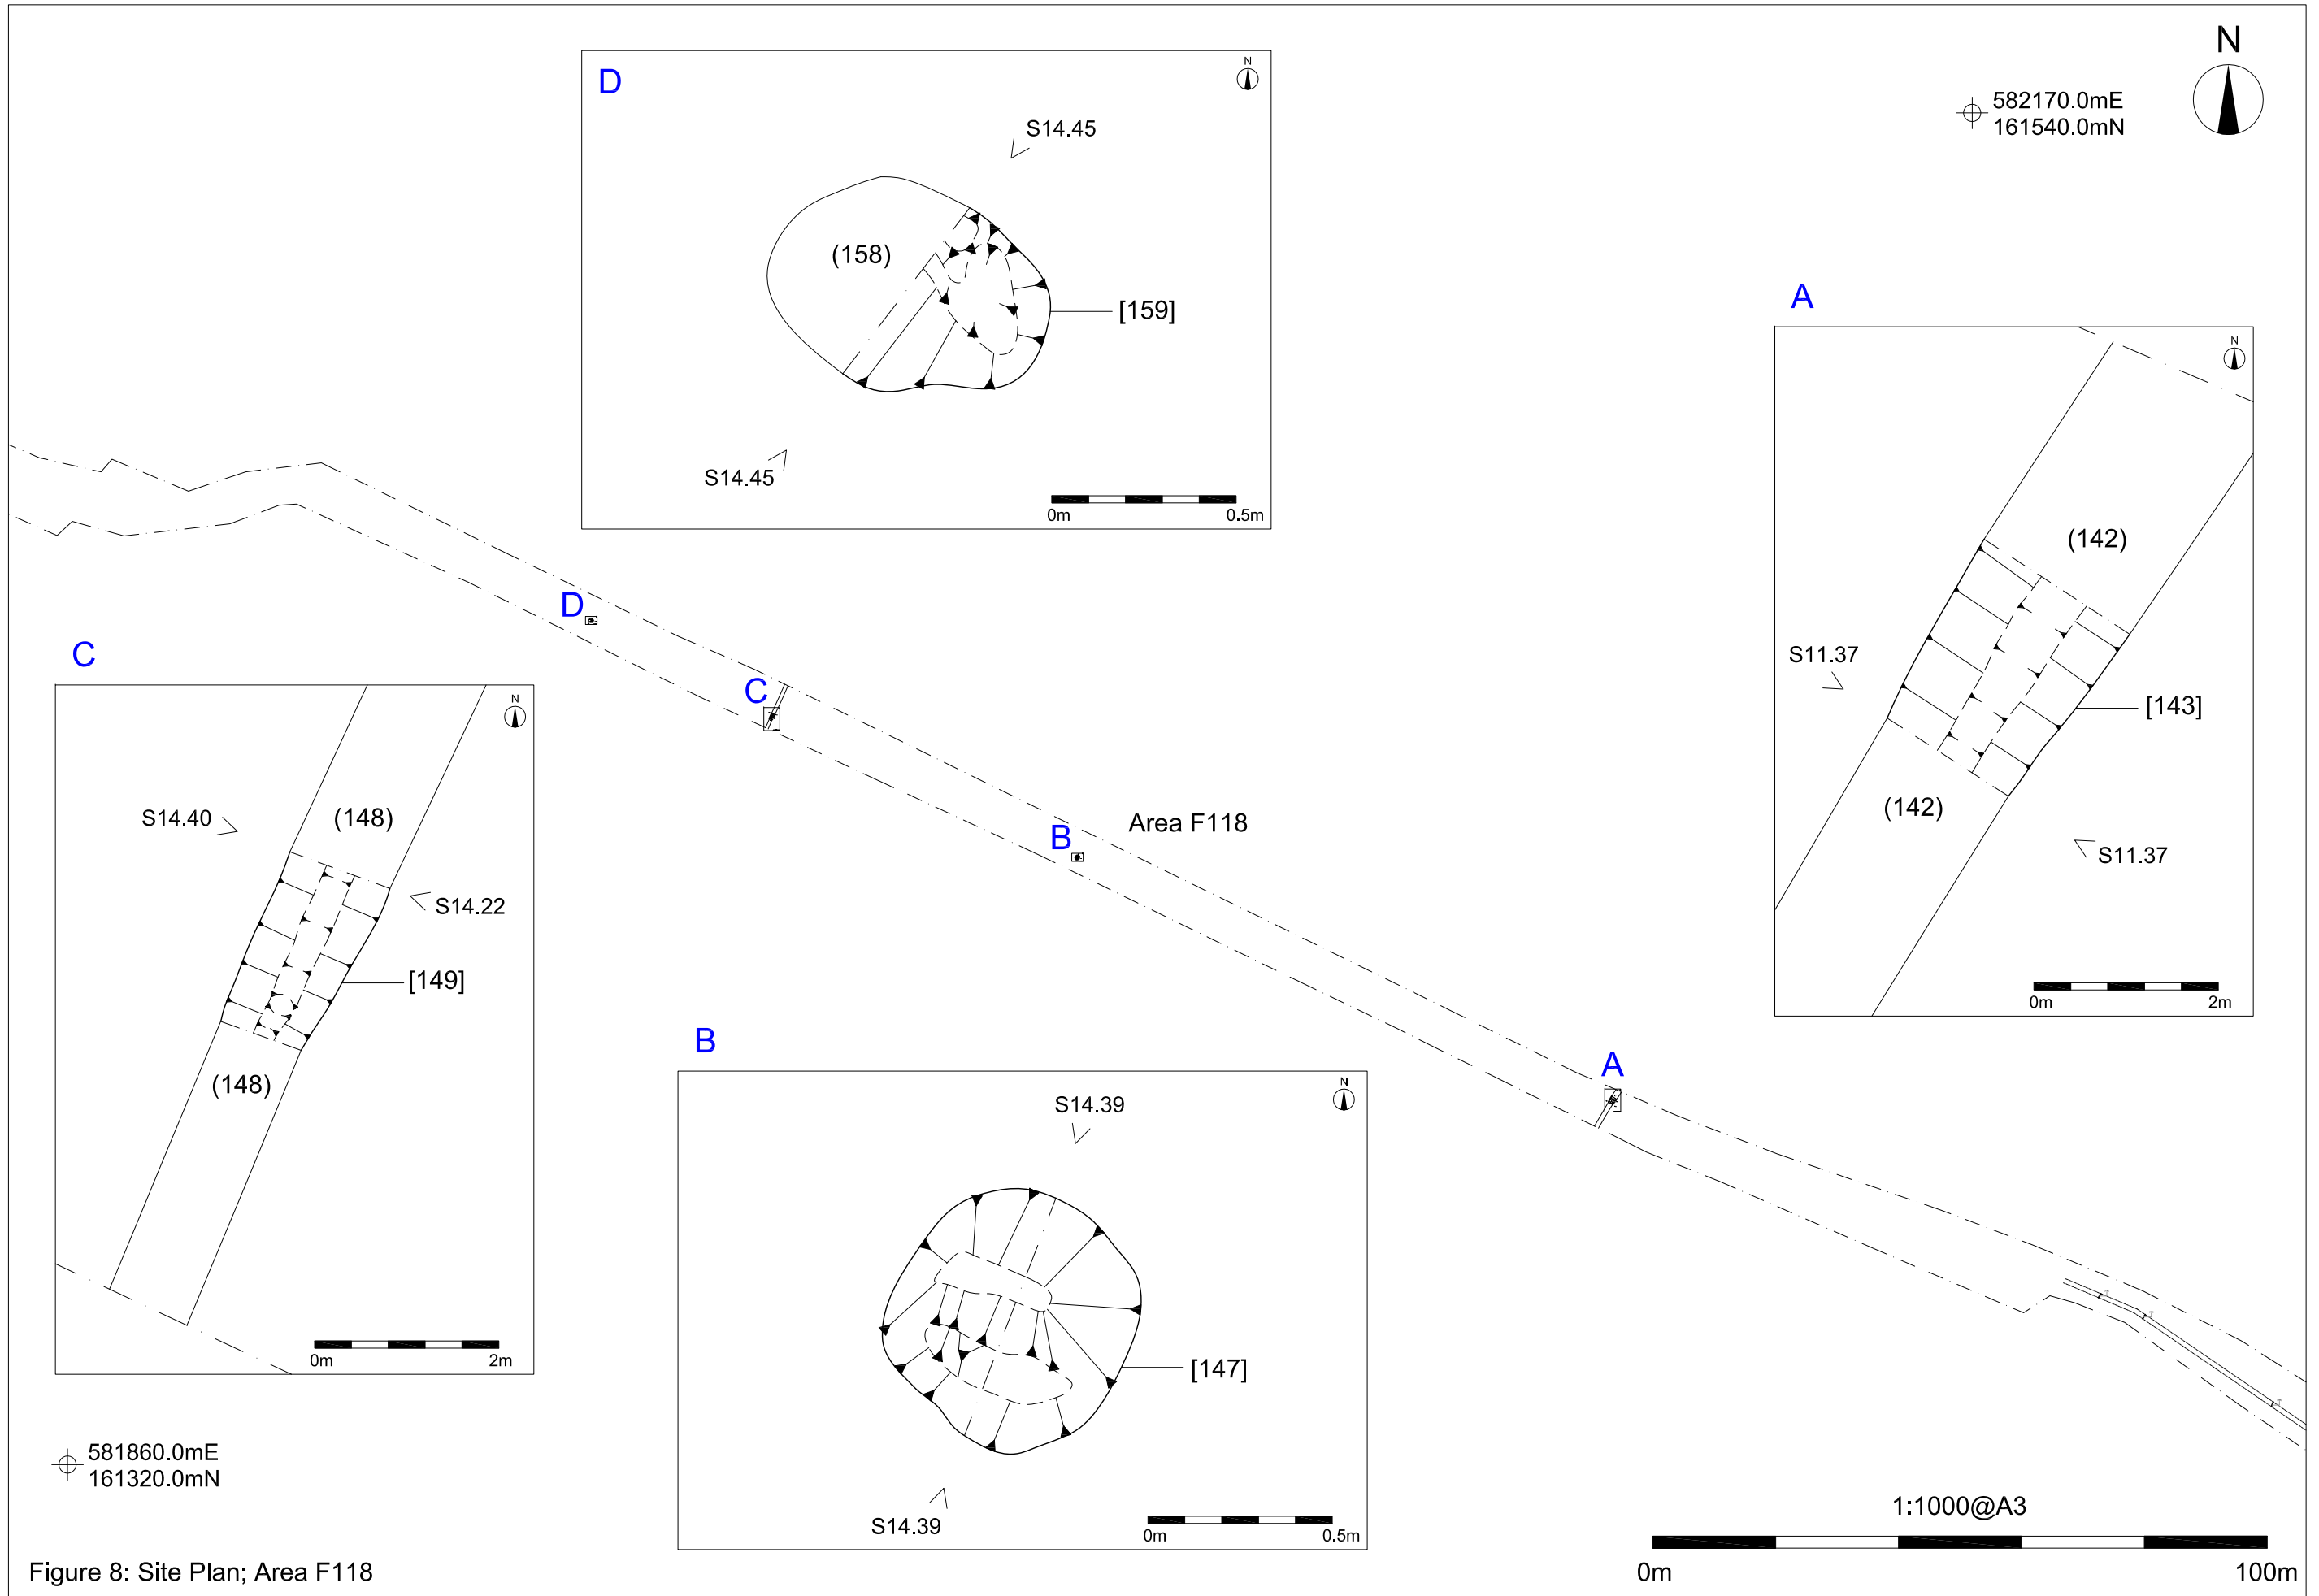 N
582170.0mE
161540.0mN
D
N
S14.45
(158)
[159]
S14.45
0m 0.5m
A
N
(142)
S11.37
[143]
(142)
S11.37
0m 2m
D
C
B
Area F118
A
C
N
S14.40
(148)
S14.22
[149]
(148)
0m 2m
B
N
S14.39
[147]
S14.39
0m 0.5m
581860.0mE
161320.0mN
1:1000@A3
0m 100m
Figure 8: Site Plan; Area F118